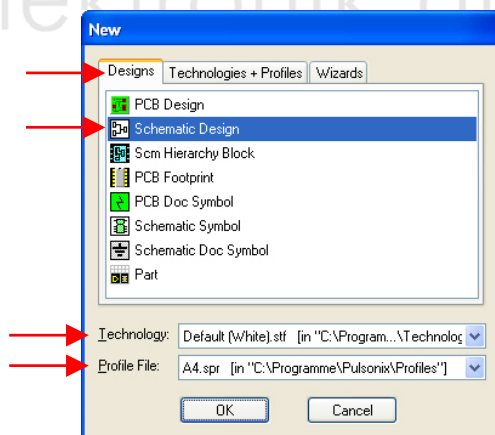 New
Designs Technologies + Profiles Wizards
PCB Design
Schematic Design
Scm Hierarchy Block
PCB Footprint
PCB Doc Symbol
Schematic Symbol
Schematic Doc Symbol
Part
Technology: Default (White).stf [in "C:\Program...\Technolog
Profile File: A4.spr [in "C:\Programme\Pulsonix\Profiles"]
OK Cancel